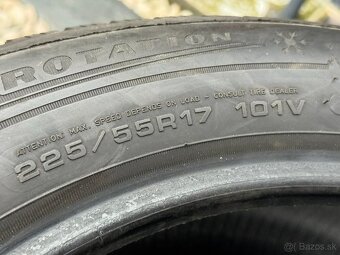 ROTATION
ATTENTION MAX. SPEED DEPENDS ON LOAD - CONSULT TIRE DEALER
225/55R17 101V
Bazos.sk